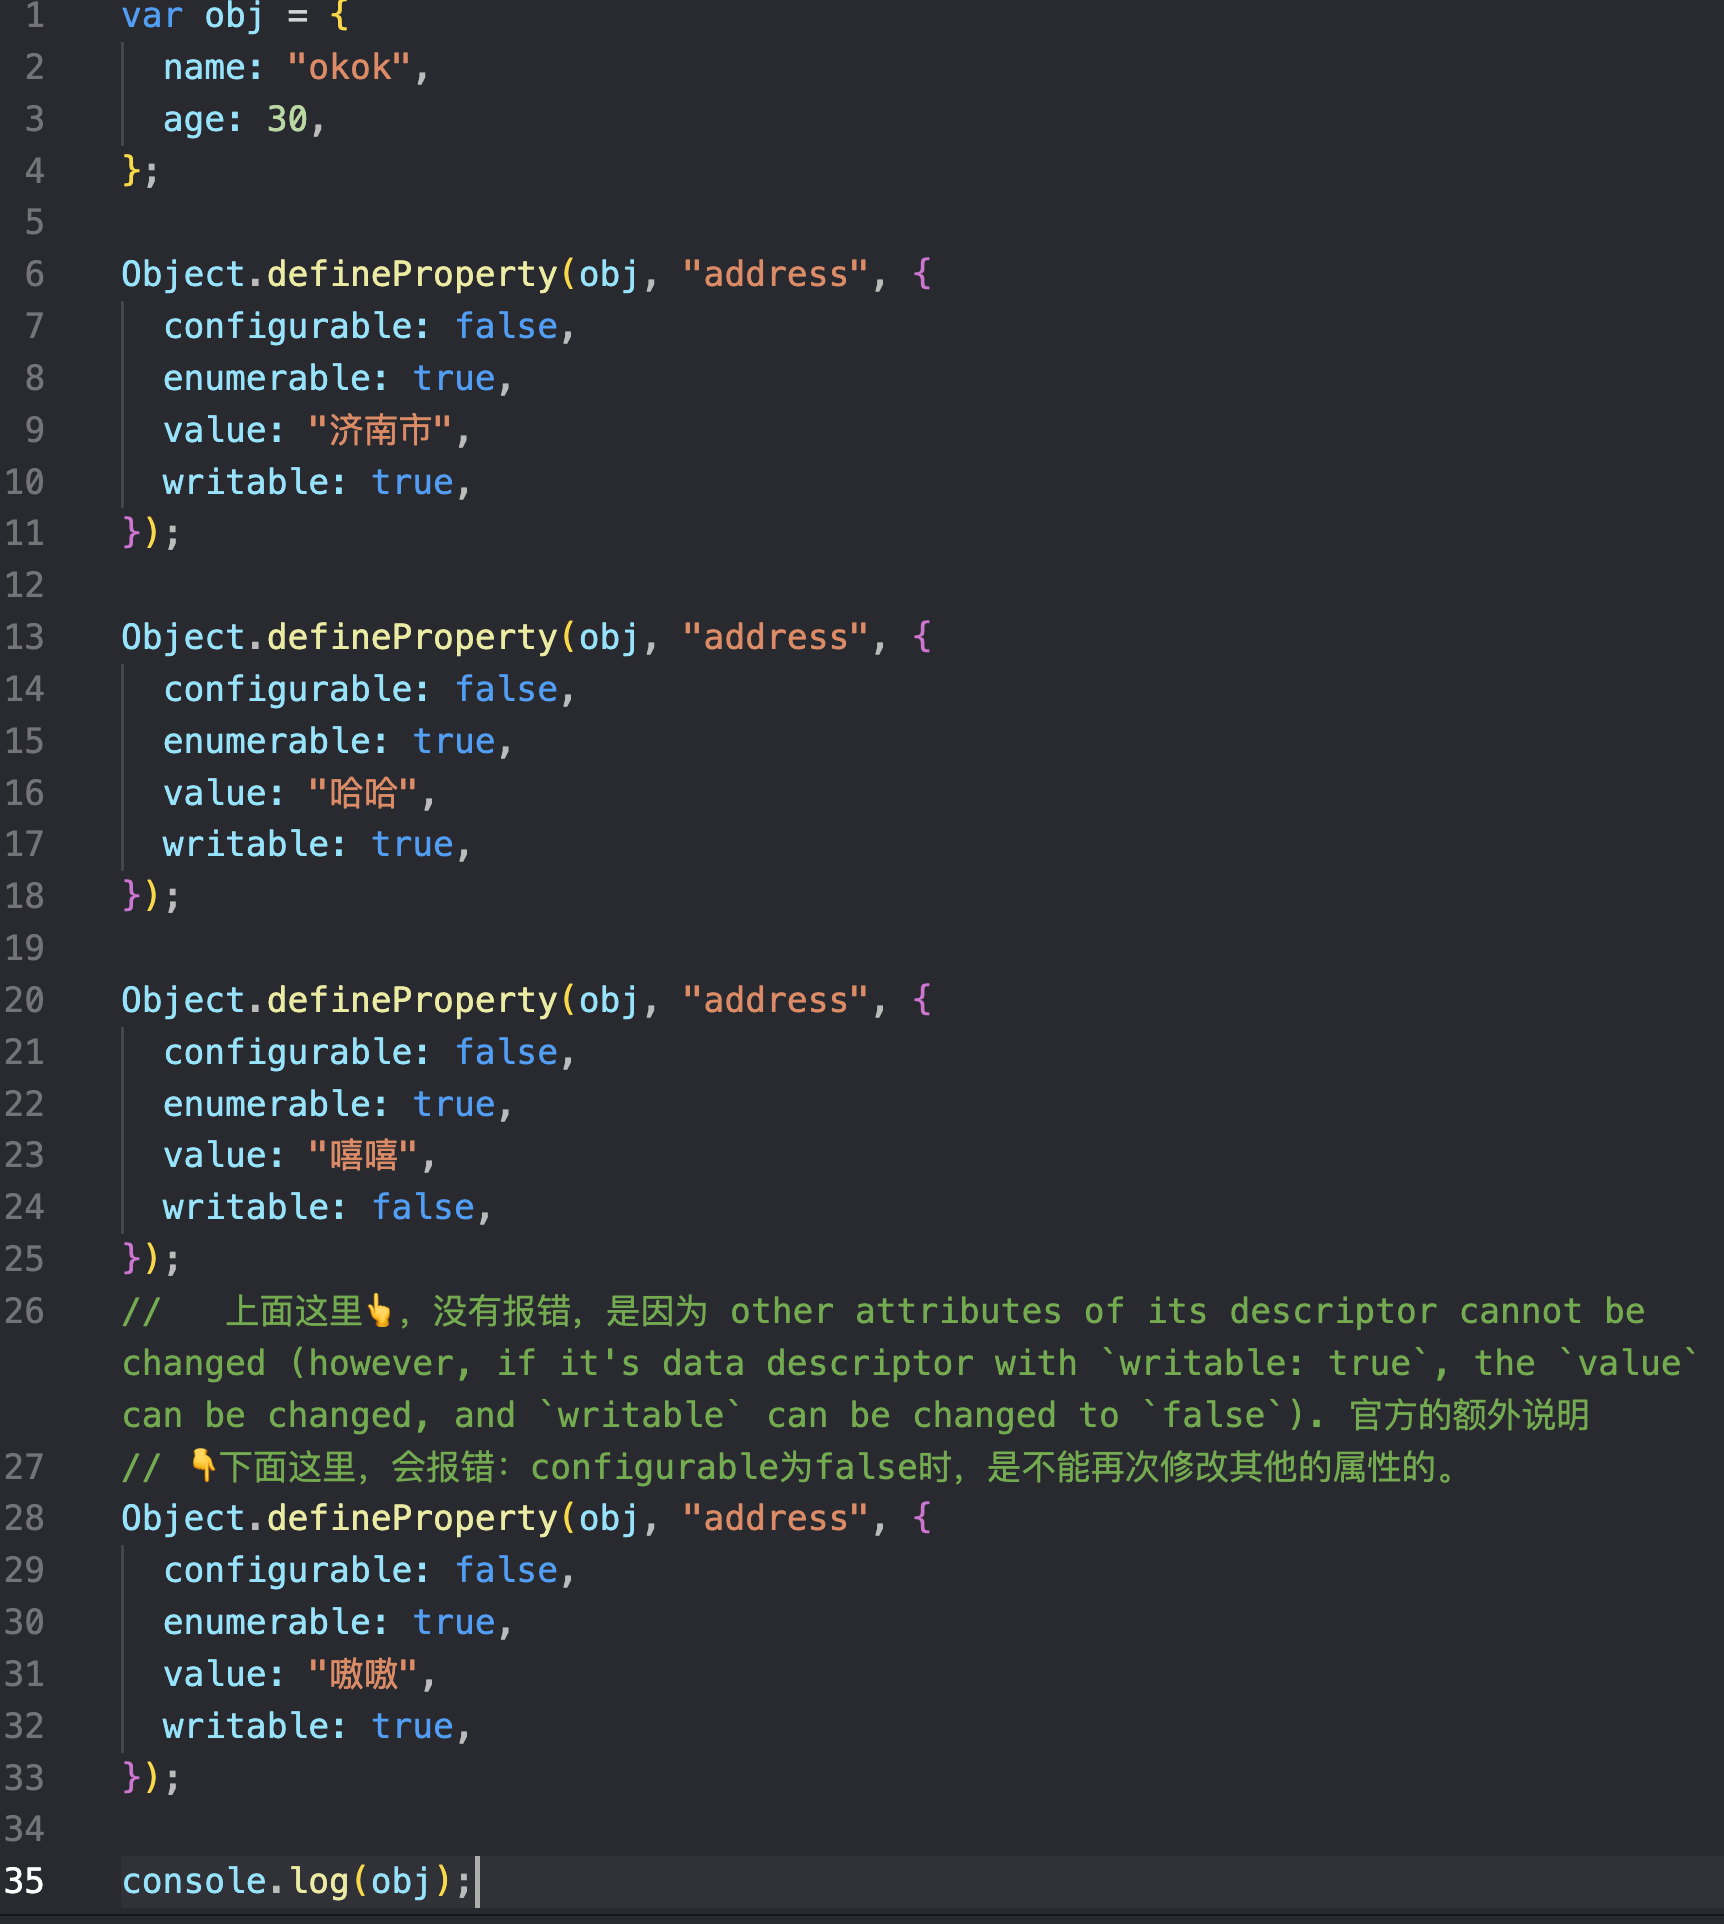 1 var obj = {
2   name: "okok",
3   age: 30,
4 };
5
6 Object.defineProperty(obj, "address", {
7   configurable: false,
8   enumerable: true,
9   value: "济南市",
10   writable: true,
11 });
12
13 Object.defineProperty(obj, "address", {
14   configurable: false,
15   enumerable: true,
16   value: "哈哈",
17   writable: true,
18 });
19
20 Object.defineProperty(obj, "address", {
21   configurable: false,
22   enumerable: true,
23   value: "嘻嘻",
24   writable: false,
25 });
26 //   上面这里👆，没有报错，是因为 other attributes of its descriptor cannot be
changed (however, if it's data descriptor with `writable: true`, the `value`
can be changed, and `writable` can be changed to `false`). 官方的额外说明
27 // 👇下面这里，会报错：configurable为false时，是不能再次修改其他的属性的。
28 Object.defineProperty(obj, "address", {
29   configurable: false,
30   enumerable: true,
31   value: "嗷嗷",
32   writable: true,
33 });
34
35 console.log(obj);